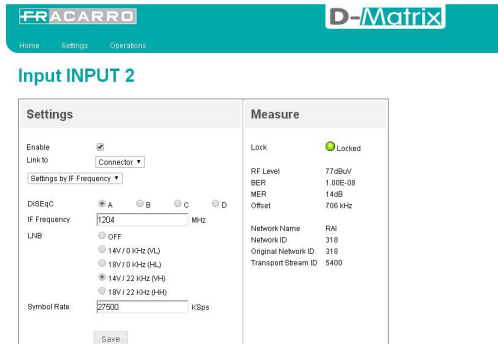 FRACARRO
D-Matrix
Home Settings Operations
Input INPUT 2
Settings
Enable
Link to Connector
Settings by IF Frequency
DiSEqC A B C D
IF Frequency 1204 MHz
LNB OFF
14V / 0 KHz (VL)
18V / 0 KHz (HL)
14V / 22 KHz (VH)
18V / 22 KHz (HH)
Symbol Rate 27500 KSps
Save
Measure
Lock Locked
RF Level 77dBuV
BER 1.00E-08
MER 14dB
Offset 706 kHz
Network Name RAI
Network ID 318
Original Network ID 318
Transport Stream ID 5400